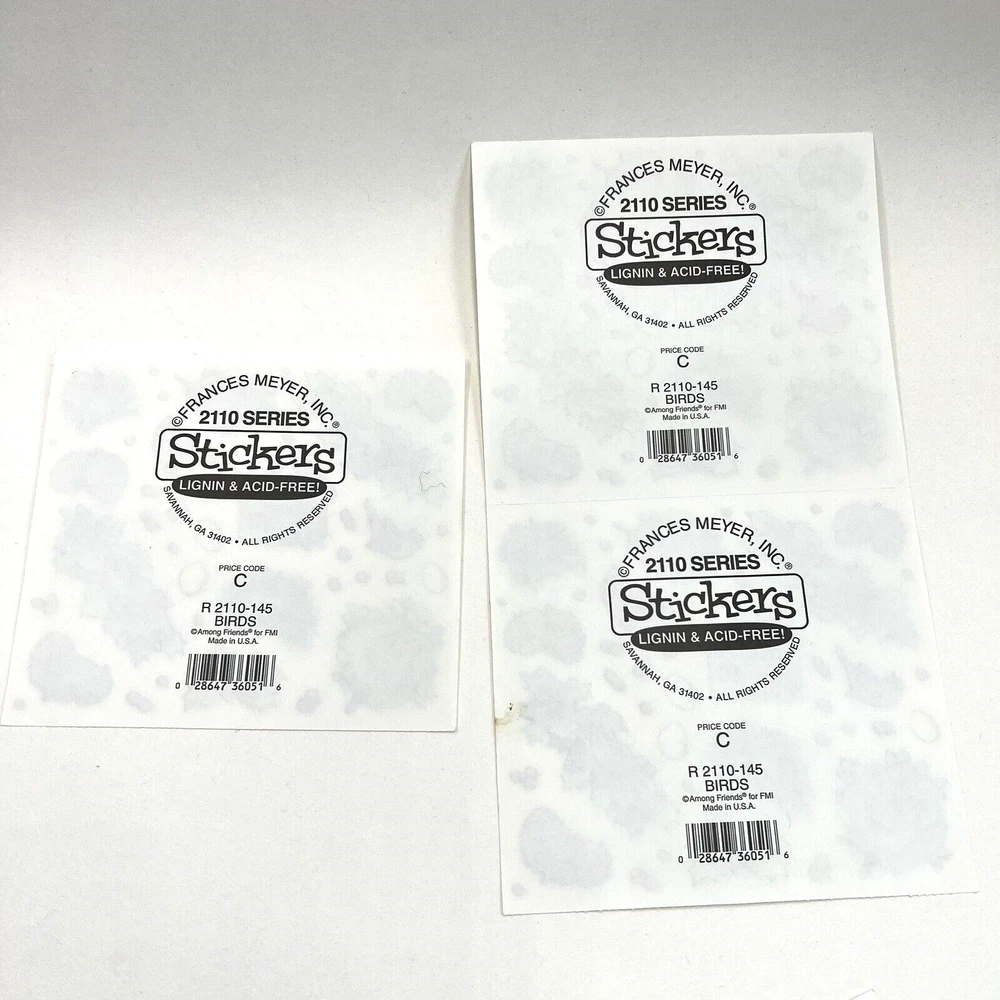 ©FRANCES MEYER, INC.®
2110 SERIES
Stickers
LIGNIN & ACID-FREE!
SAVANNAH, GA 31402 • ALL RIGHTS RESERVED
PRICE CODE
C
R 2110-145
BIRDS
©Among Friends® for FMI
Made in U.S.A.
0 28647 36051 6
©FRANCES MEYER, INC.®
2110 SERIES
Stickers
LIGNIN & ACID-FREE!
SAVANNAH, GA 31402 • ALL RIGHTS RESERVED
PRICE CODE
C
R 2110-145
BIRDS
©Among Friends® for FMI
Made in U.S.A.
0 28647 36051 6
©FRANCES MEYER, INC.®
2110 SERIES
Stickers
LIGNIN & ACID-FREE!
SAVANNAH, GA 31402 • ALL RIGHTS RESERVED
PRICE CODE
C
R 2110-145
BIRDS
©Among Friends® for FMI
Made in U.S.A.
0 28647 36051 6